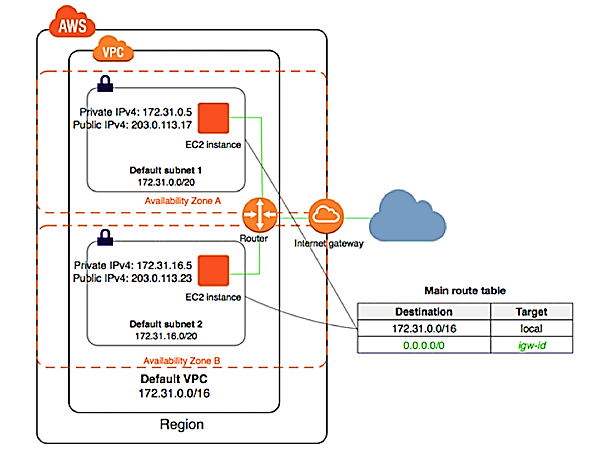 AWS
VPC
Private IPv4: 172.31.0.5
Public IPv4: 203.0.113.17
EC2 instance
Default subnet 1
172.31.0.0/20
Availability Zone A
Router
Internet gateway
Private IPv4: 172.31.16.5
Public IPv4: 203.0.113.23
EC2 instance
Default subnet 2
172.31.16.0/20
Availability Zone B
Default VPC
172.31.0.0/16
Region
Main route table
Destination Target
172.31.0.0/16 local
0.0.0.0/0 igw-id